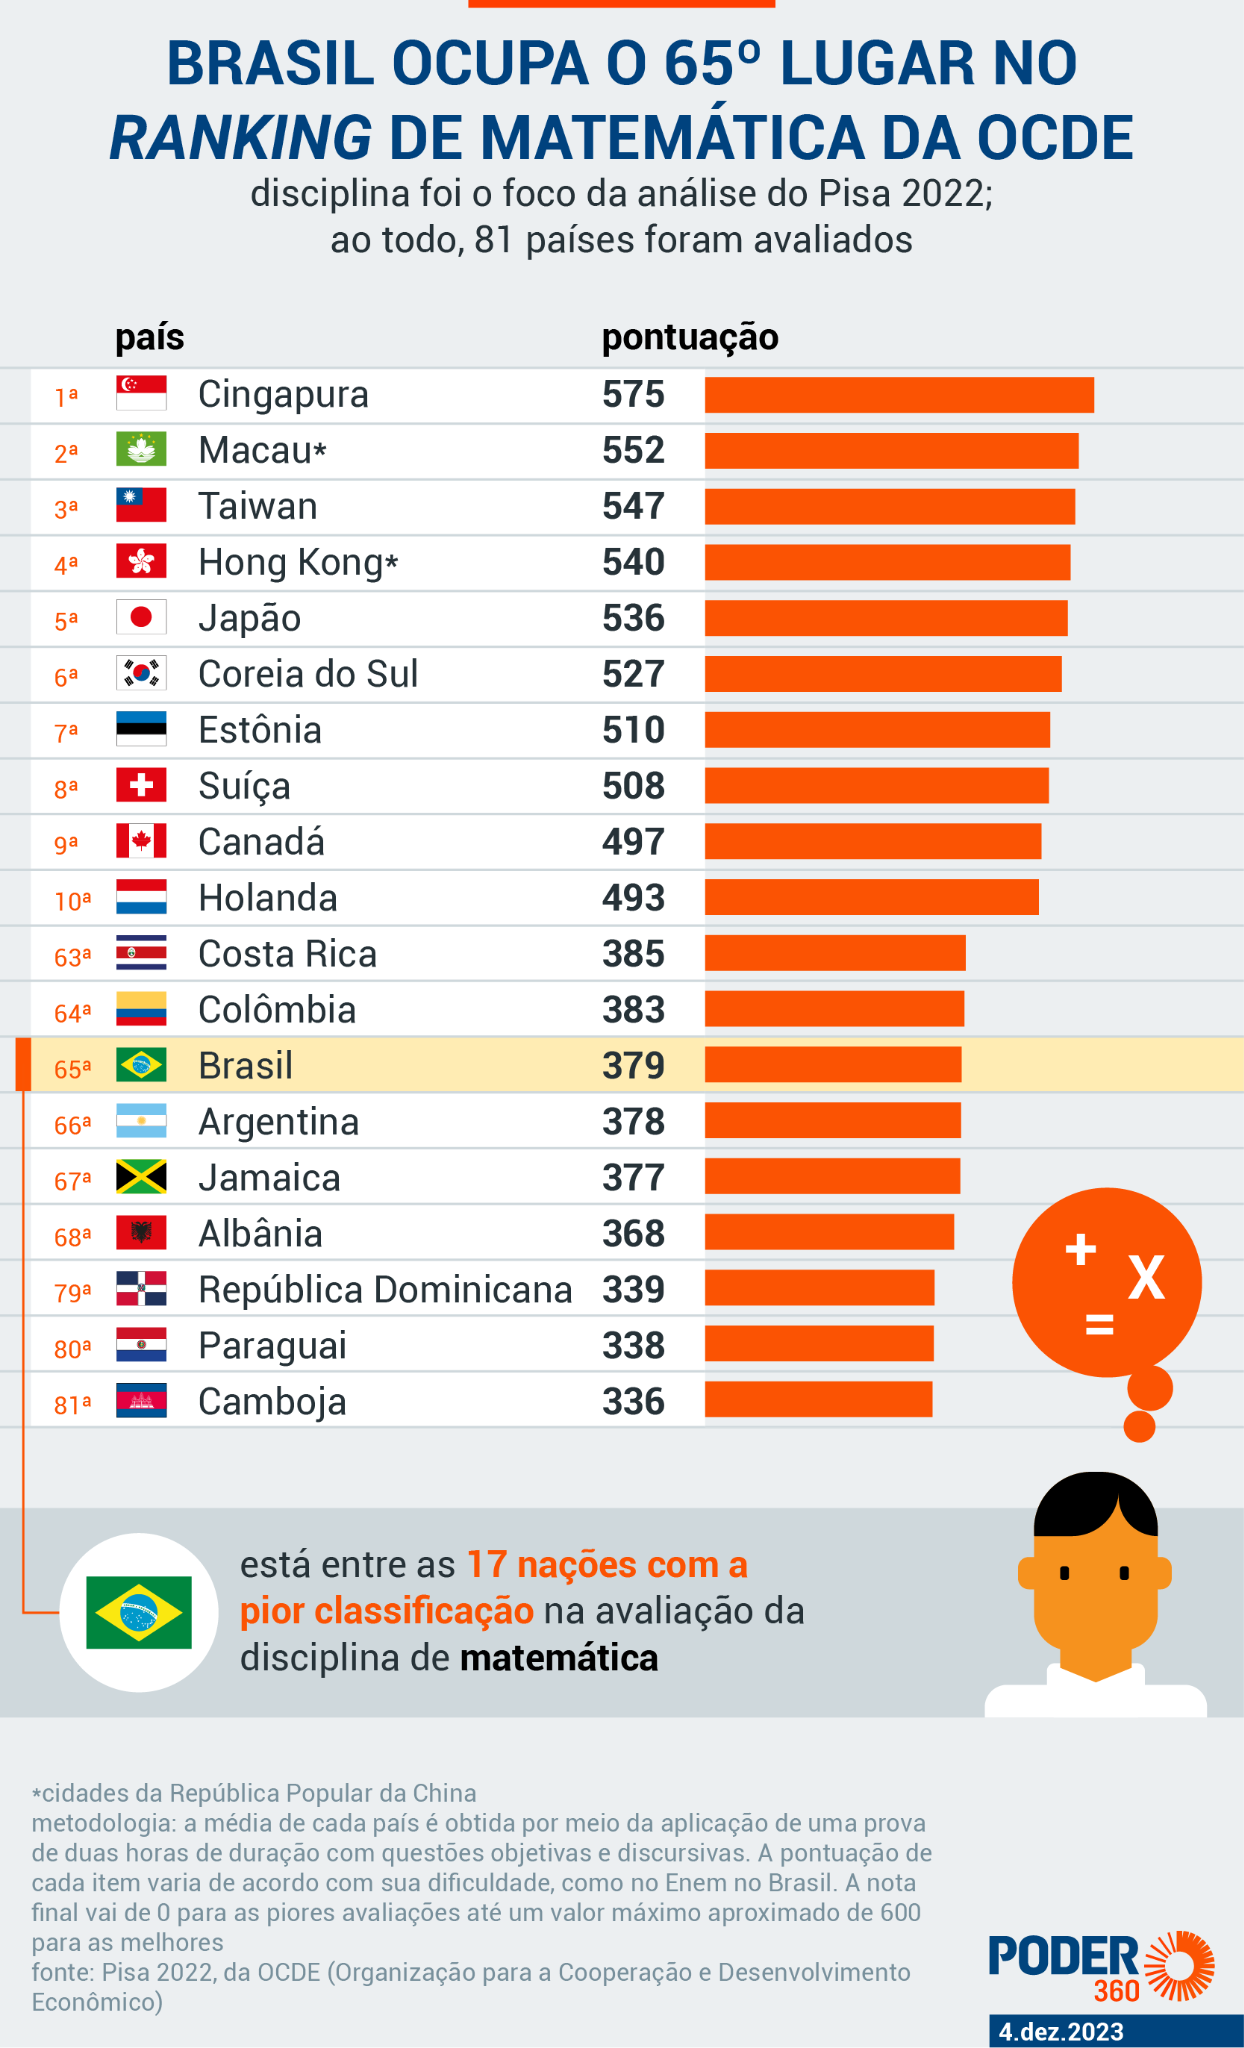 BRASIL OCUPA O 65º LUGAR NO
RANKING DE MATEMÁTICA DA OCDE
disciplina foi o foco da análise do Pisa 2022;
ao todo, 81 países foram avaliados
país pontuação
1ª Cingapura 575
2ª Macau* 552
3ª Taiwan 547
4ª Hong Kong* 540
5ª Japão 536
6ª Coreia do Sul 527
7ª Estônia 510
8ª Suíça 508
9ª Canadá 497
10ª Holanda 493
63ª Costa Rica 385
64ª Colômbia 383
65ª Brasil 379
66ª Argentina 378
67ª Jamaica 377
68ª Albânia 368
79ª República Dominicana 339
80ª Paraguai 338
81ª Camboja 336
+
X
=
está entre as 17 nações com a
pior classificação na avaliação da
disciplina de matemática
*cidades da República Popular da China
metodologia: a média de cada país é obtida por meio da aplicação de uma prova
de duas horas de duração com questões objetivas e discursivas. A pontuação de
cada item varia de acordo com sua dificuldade, como no Enem no Brasil. A nota
final vai de 0 para as piores avaliações até um valor máximo aproximado de 600
para as melhores
fonte: Pisa 2022, da OCDE (Organização para a Cooperação e Desenvolvimento
Econômico)
PODER
360
4.dez.2023